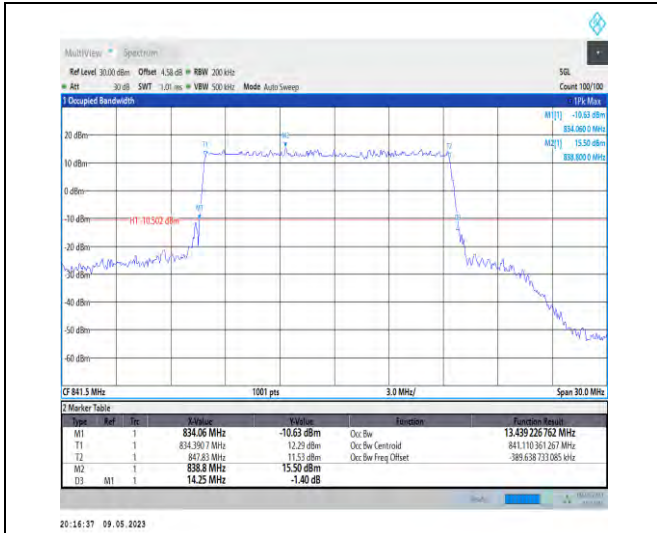 MultiView Spectrum
Ref Level 30.00 dBm Offset 4.58 dB RBW 200 kHz SGL
Att 30 dB SWT 1.01 ms VBW 500 kHz Mode Auto Sweep Count 100/100
1 Occupied Bandwidth 1Pk Max
M1[1] -10.63 dBm
834.060 0 MHz
M2[1] 15.50 dBm
838.800 0 MHz
20 dBm
T1 M2 T2
10 dBm
0 dBm
M1
-10 dBm
H1 -10.502 dBm
-20 dBm
-30 dBm
-40 dBm
-50 dBm
-60 dBm
CF 841.5 MHz 1001 pts 3.0 MHz/ Span 30.0 MHz
2 Marker Table
Type Ref Trc X-Value Y-Value Function Function Result
M1 1 834.06 MHz -10.63 dBm Occ Bw 13.439 226 762 MHz
T1 1 834.390 7 MHz 12.29 dBm Occ Bw Centroid 841.110 361 267 MHz
T2 1 847.83 MHz 11.53 dBm Occ Bw Freq Offset -389.638 733 085 kHz
M2 1 838.8 MHz 15.50 dBm
D3 M1 1 14.25 MHz -1.40 dB
20:16:37 09.05.2023